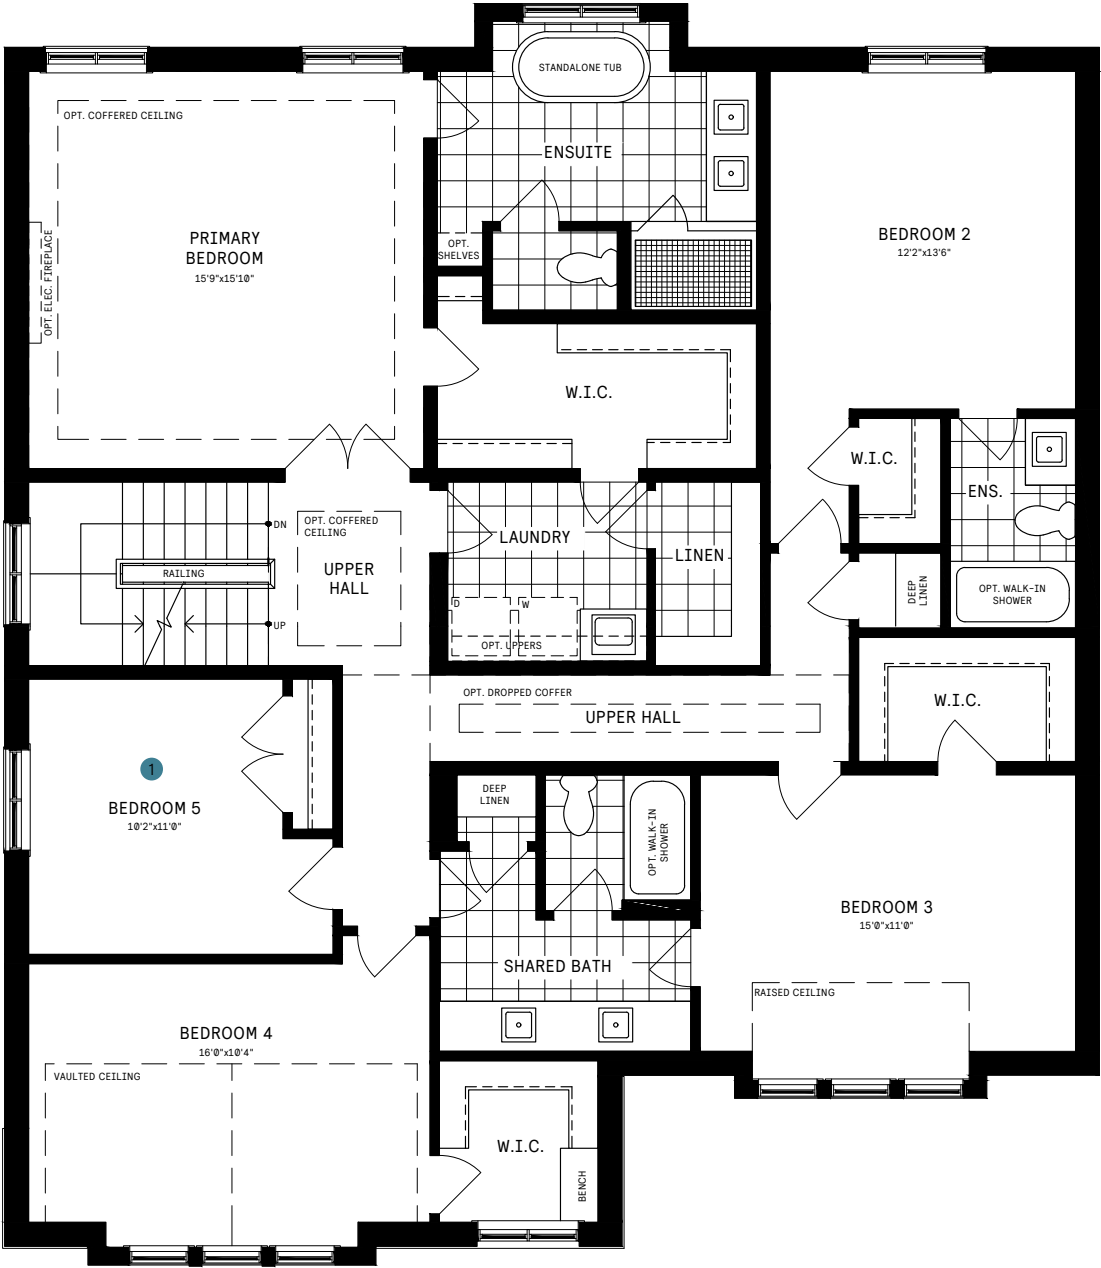 STANDALONE TUB
OPT. COFFERED CEILING
ENSUITE
PRIMARY
BEDROOM
15'9"x15'10"
OPT. ELEC. FIREPLACE
OPT.
SHELVES
BEDROOM 2
12'2"x13'6"
W.I.C.
W.I.C.
ENS.
OPT. COFFERED
CEILING
DN
LAUNDRY
LINEN
RAILING
UPPER
HALL
DEEP
LINEN
OPT. WALK-IN
SHOWER
D
W
UP
OPT. UPPERS
OPT. DROPPED COFFER
UPPER HALL
W.I.C.
1
BEDROOM 5
10'2"x11'0"
DEEP
LINEN
OPT. WALK-IN
SHOWER
BEDROOM 3
15'0"x11'0"
SHARED BATH
RAISED CEILING
BEDROOM 4
16'0"x10'4"
VAULTED CEILING
W.I.C.
BENCH